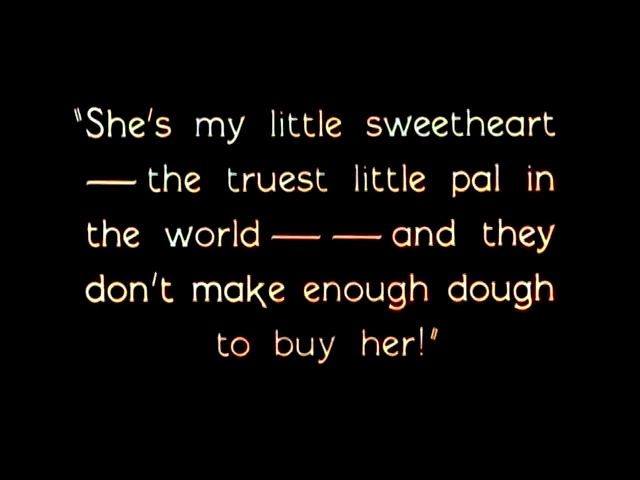 "She's my little sweetheart
— the truest little pal in
the world — — and they
don't make enough dough
to buy her!"